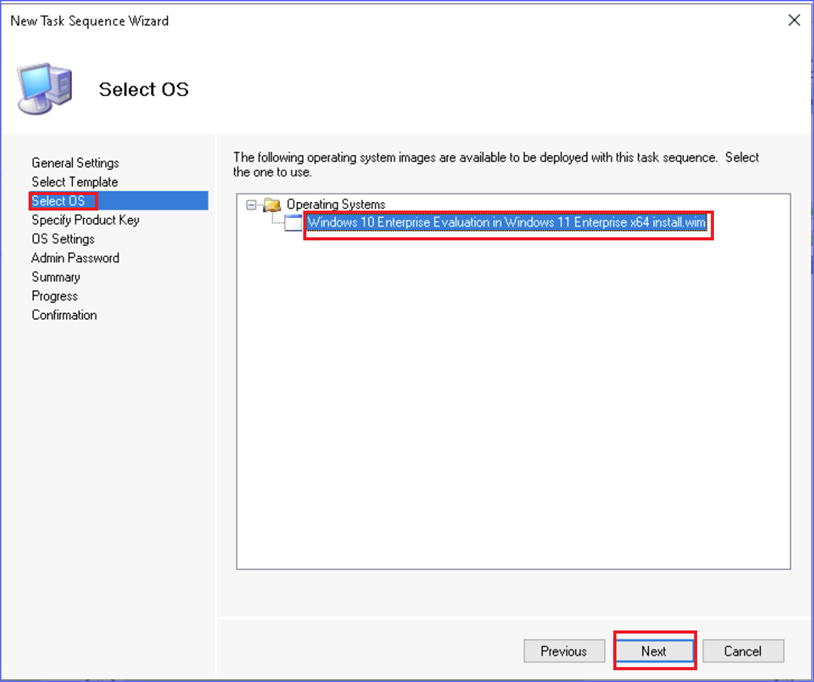 New Task Sequence Wizard
Select OS
General Settings
Select Template
Select OS
Specify Product Key
OS Settings
Admin Password
Summary
Progress
Confirmation
The following operating system images are available to be deployed with this task sequence. Select
the one to use.
Operating Systems
Windows 10 Enterprise Evaluation in Windows 11 Enterprise x64 install.wim
Previous
Next
Cancel